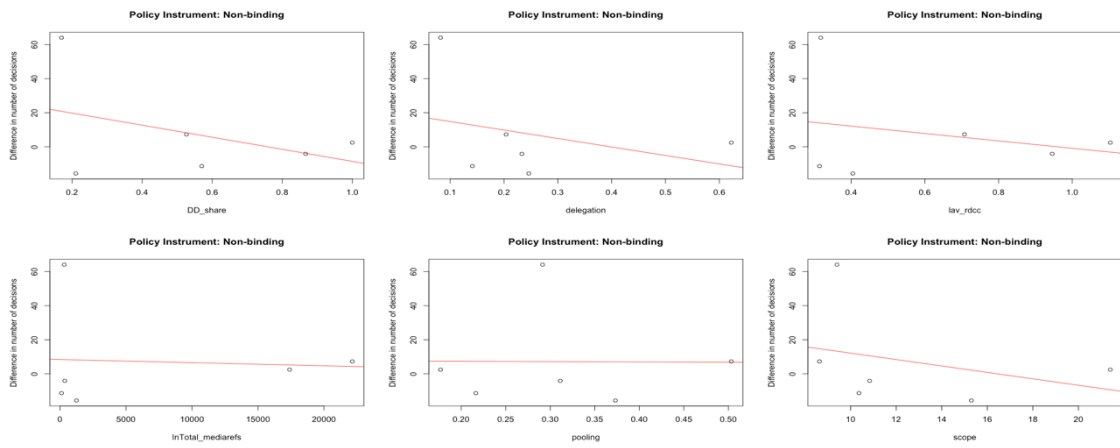 Policy Instrument: Non-binding
Difference in number of decisions
60
40
20
0
0.2 0.4 0.6 0.8 1.0
DD_share
Policy Instrument: Non-binding
Difference in number of decisions
60
40
20
0
0.1 0.2 0.3 0.4 0.5 0.6
delegation
Policy Instrument: Non-binding
Difference in number of decisions
60
40
20
0
0.4 0.6 0.8 1.0
lav_rdcc
Policy Instrument: Non-binding
Difference in number of decisions
60
40
20
0
0 5000 10000 15000 20000
lnTotal_mediarefs
Policy Instrument: Non-binding
Difference in number of decisions
60
40
20
0
0.20 0.25 0.30 0.35 0.40 0.45 0.50
pooling
Policy Instrument: Non-binding
Difference in number of decisions
60
40
20
0
10 12 14 16 18 20
scope